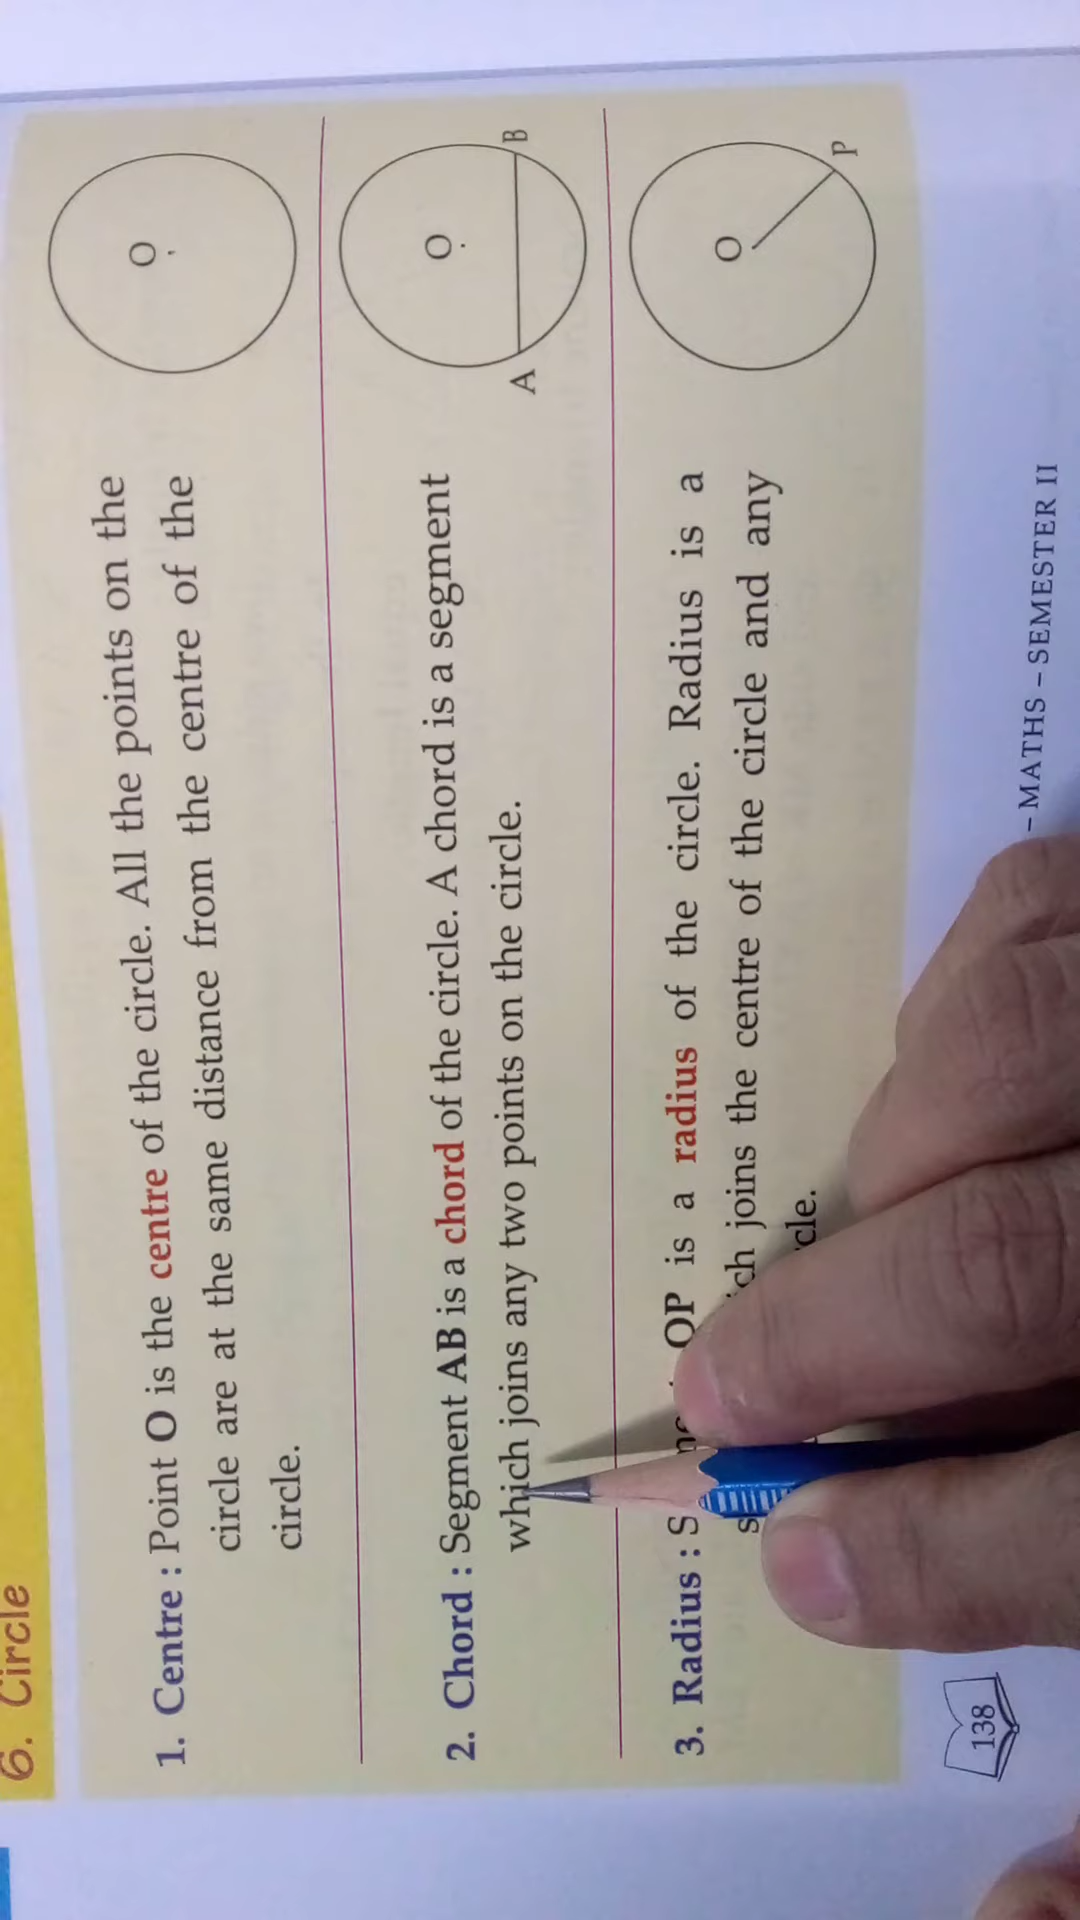 6. Circle
1. Centre : Point O is the centre of the circle. All the points on the
circle are at the same distance from the centre of the
circle.
O
2. Chord : Segment AB is a chord of the circle. A chord is a segment
which joins any two points on the circle.
O
A B
3. Radius : OP is a radius of the circle. Radius is a
joins the centre of the circle and any
O
P
138
– MATHS – SEMESTER II